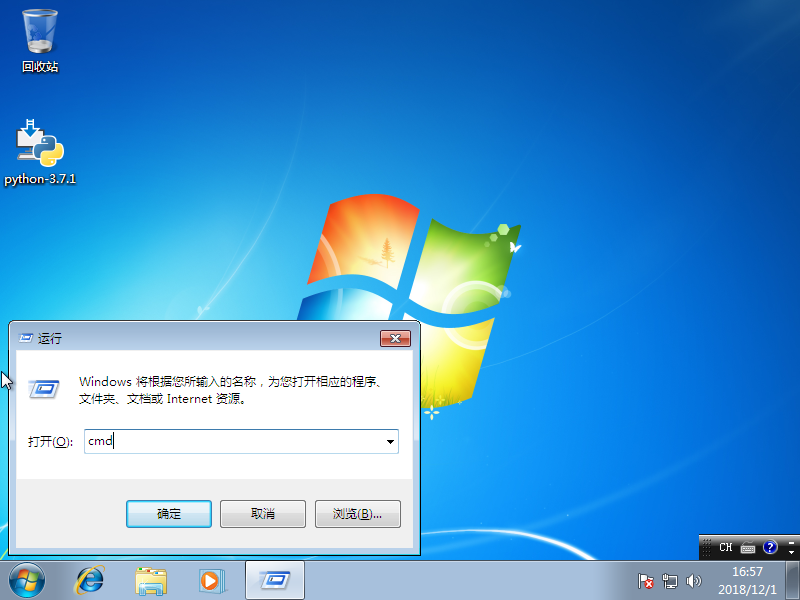 回收站
python-3.7.1
运行
Windows 将根据您所输入的名称，为您打开相应的程序、
文件夹、文档或 Internet 资源。
打开(O): cmd
确定 取消 浏览(B)...
CH
16:57
2018/12/1